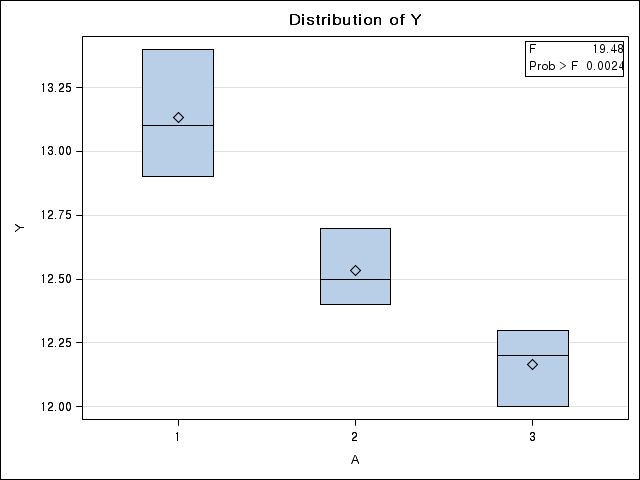 Distribution of Y
F 19.48
Prob > F 0.0024
13.25
13.00
12.75
12.50
12.25
12.00
Y
1 2 3
A